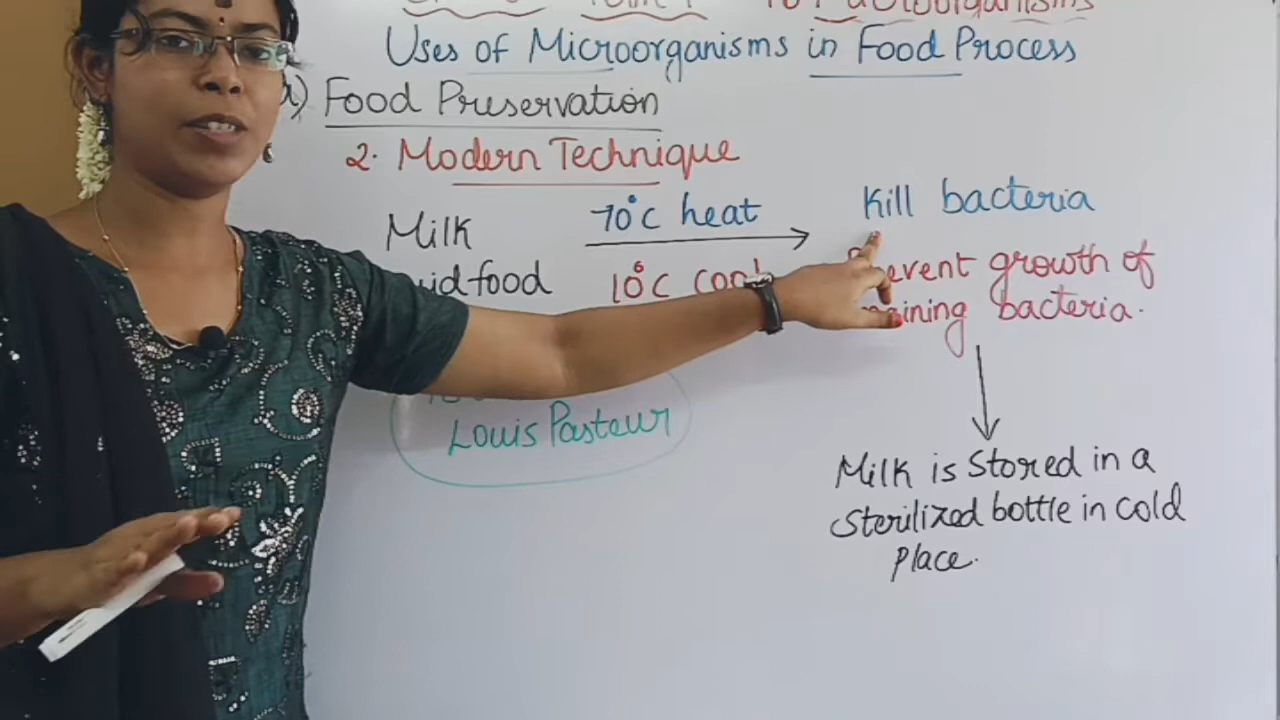 Uses of Microorganisms in Food Process
a) Food Preservation
2. Modern Technique
Milk
70°C heat
Kill bacteria
food
10°C
growth of
bacteria.
Louis Pasteur
Milk is stored in a
sterilized bottle in cold
place.